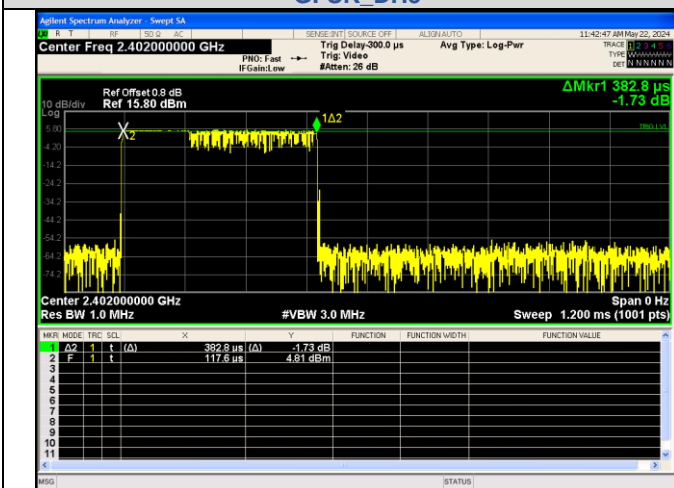 Agilent Spectrum Analyzer - Swept SA
R T RF 50 Ω AC SENSE:INT SOURCE OFF ALIGN AUTO 11:42:47 AM May 22, 2024
Center Freq 2.402000000 GHz
PNO: Fast
IFGain:Low
Trig Delay-300.0 µs
Trig: Video
#Atten: 26 dB
Avg Type: Log-Pwr
TRACE 1 2 3 4 5 6
TYPE
DET N N N N N N
ΔMkr1 382.8 µs
-1.73 dB
Ref Offset 0.8 dB
10 dB/div Ref 15.80 dBm
Log
1Δ2
X2
TRIG LVL
5.80
-4.20
-14.2
-24.2
-34.2
-44.2
-54.2
-64.2
-74.2
Center 2.402000000 GHz Span 0 Hz
Res BW 1.0 MHz #VBW 3.0 MHz Sweep 1.200 ms (1001 pts)
MKR MODE TRC SCL X Y FUNCTION FUNCTION WIDTH FUNCTION VALUE
1 Δ2 1 t (Δ) 382.8 µs (Δ) -1.73 dB
2 F 1 t 117.6 µs 4.81 dBm
3
4
5
6
7
8
9
10
11
MSG STATUS